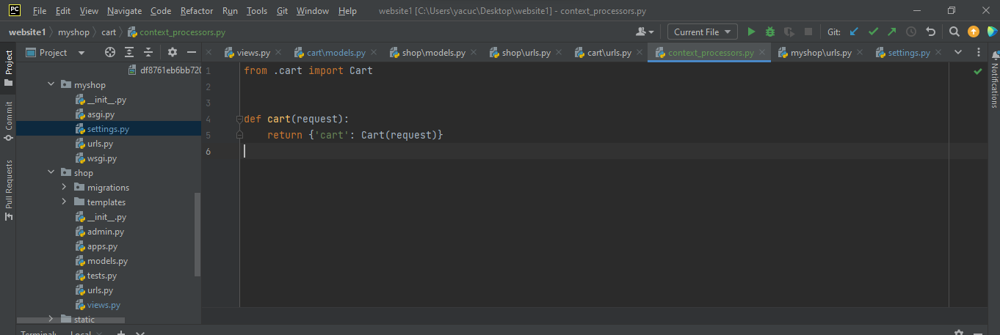 PC File Edit View Navigate Code Refactor Run Tools Git Window Help website1 [C:\Users\yacuc\Desktop\website1] - context_processors.py
website1 myshop cart context_processors.py Current File Git:
Project views.py cart\models.py shop\models.py shop\urls.py cart\urls.py context_processors.py myshop\urls.py settings.py
Project
Commit
Pull Requests
df8761eb6bb720
myshop
__init__.py
asgi.py
settings.py
urls.py
wsgi.py
shop
migrations
templates
__init__.py
admin.py
apps.py
models.py
tests.py
urls.py
views.py
static
1 from .cart import Cart
2
3
4 def cart(request):
5 return {'cart': Cart(request)}
6
Notifications
Terminal: Local